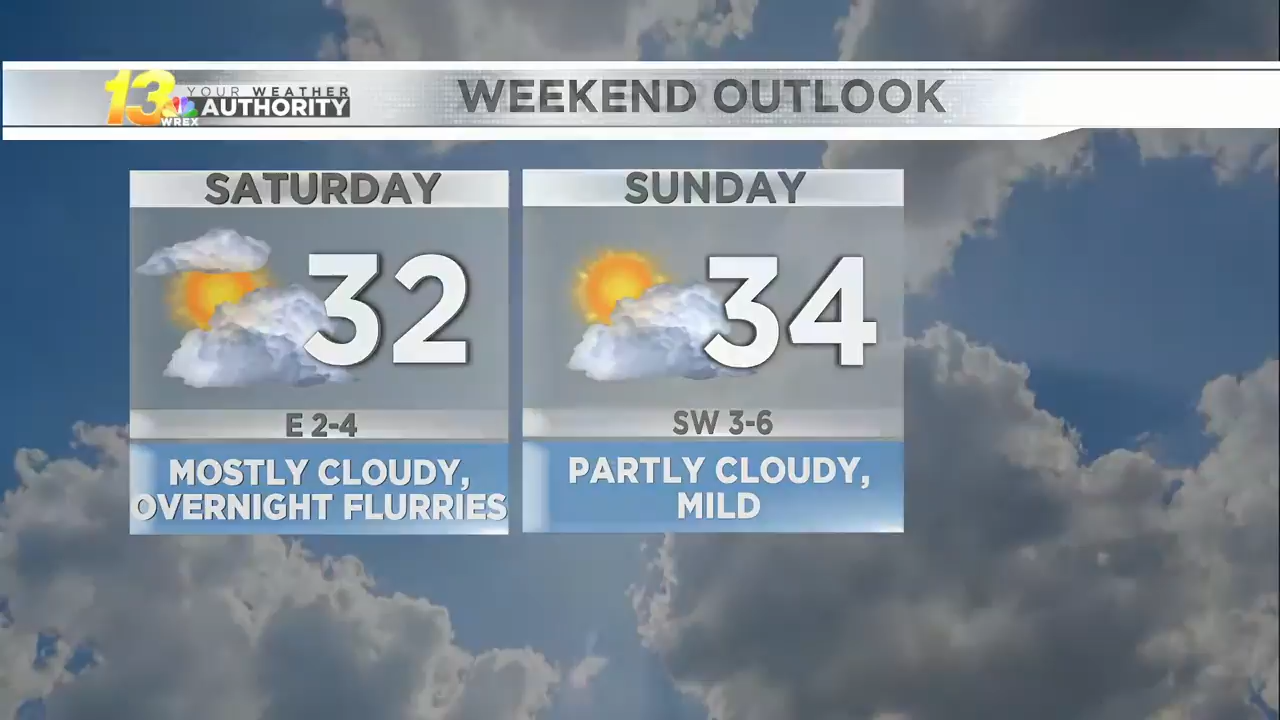 13
WREX
YOUR WEATHER
AUTHORITY
WEEKEND OUTLOOK
SATURDAY
32
E 2-4
MOSTLY CLOUDY,
OVERNIGHT FLURRIES
SUNDAY
34
SW 3-6
PARTLY CLOUDY,
MILD